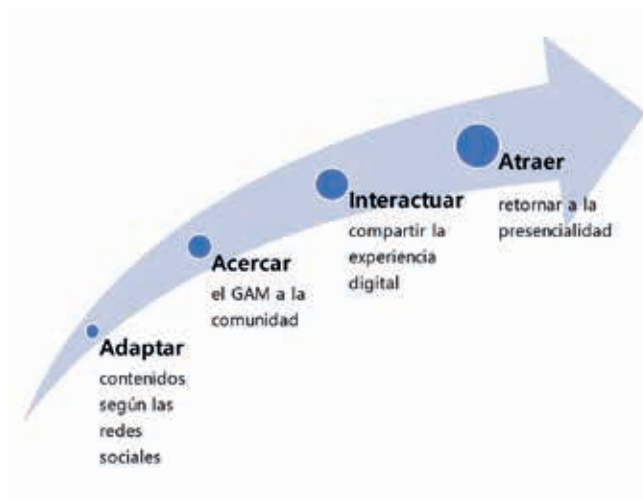 Adaptar
contenidos
según las
redes
sociales
Acercar
el GAM a la
comunidad
Interactuar
compartir la
experiencia
digital
Atraer
retornar a la
presencialidad